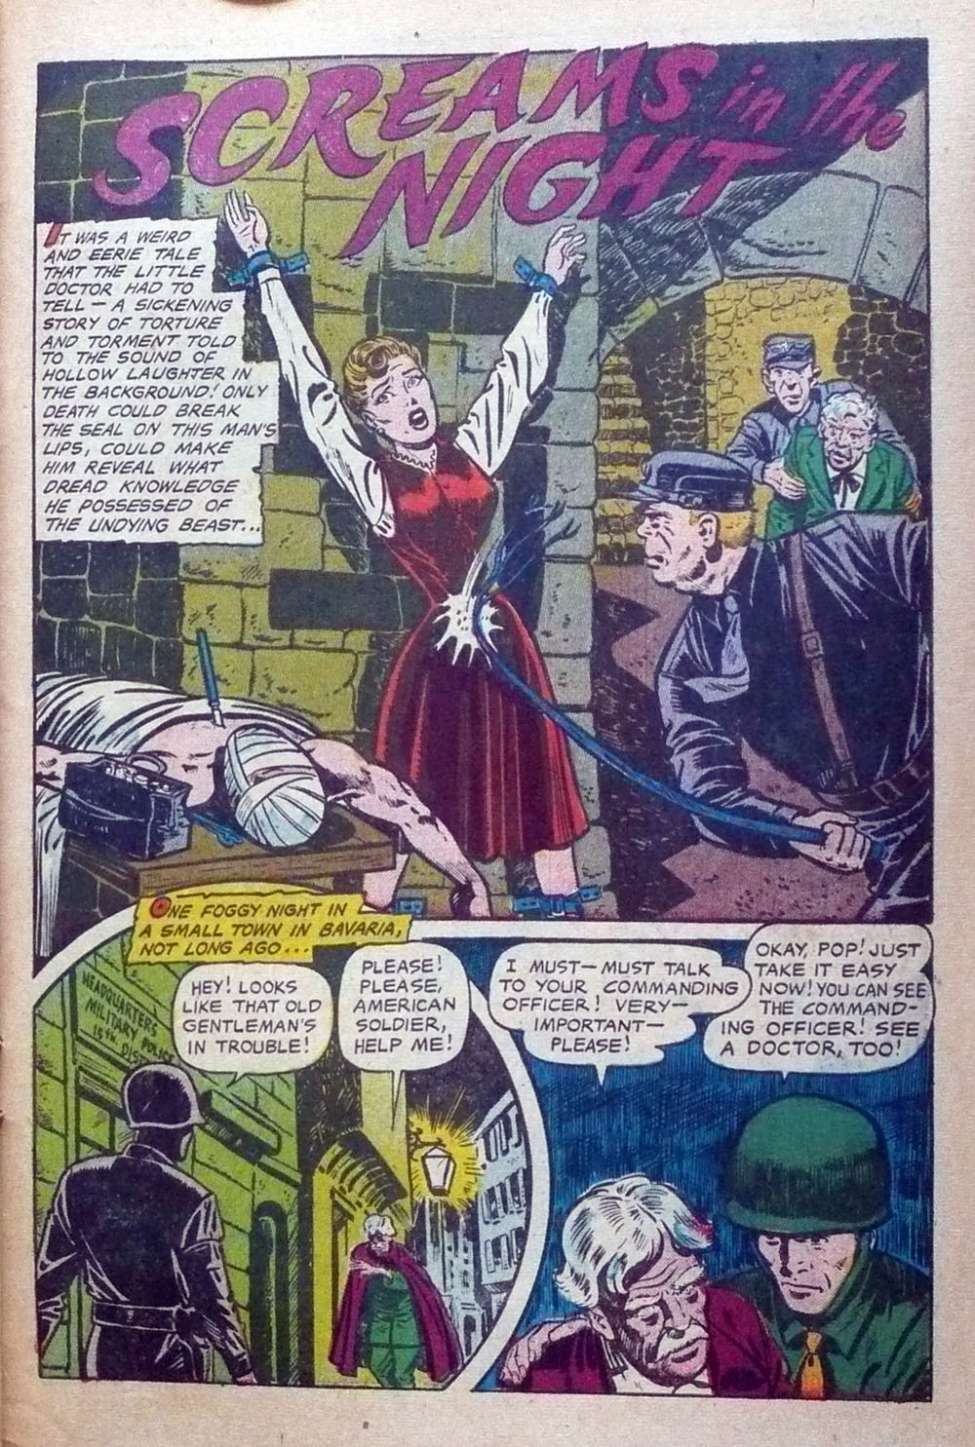 SCREAMS in the
NIGHT
IT WAS A WEIRD
AND EERIE TALE
THAT THE LITTLE
DOCTOR HAD TO
TELL — A SICKENING
STORY OF TORTURE
AND TORMENT TOLD
TO THE SOUND OF
HOLLOW LAUGHTER IN
THE BACKGROUND! ONLY
DEATH COULD BREAK
THE SEAL ON THIS MAN'S
LIPS, COULD MAKE
HIM REVEAL WHAT
DREAD KNOWLEDGE
HE POSSESSED OF
THE UNDYING BEAST...
ONE FOGGY NIGHT IN
A SMALL TOWN IN BAVARIA,
NOT LONG AGO...
HEADQUARTERS
MILITARY POLICE
15th DIST.
HEY! LOOKS
LIKE THAT OLD
GENTLEMAN'S
IN TROUBLE!
PLEASE!
PLEASE,
AMERICAN
SOLDIER,
HELP ME!
I MUST—MUST TALK
TO YOUR COMMANDING
OFFICER! VERY—
IMPORTANT—
PLEASE!
OKAY, POP! JUST
TAKE IT EASY
NOW! YOU CAN SEE
THE COMMAND-
ING OFFICER! SEE
A DOCTOR, TOO!